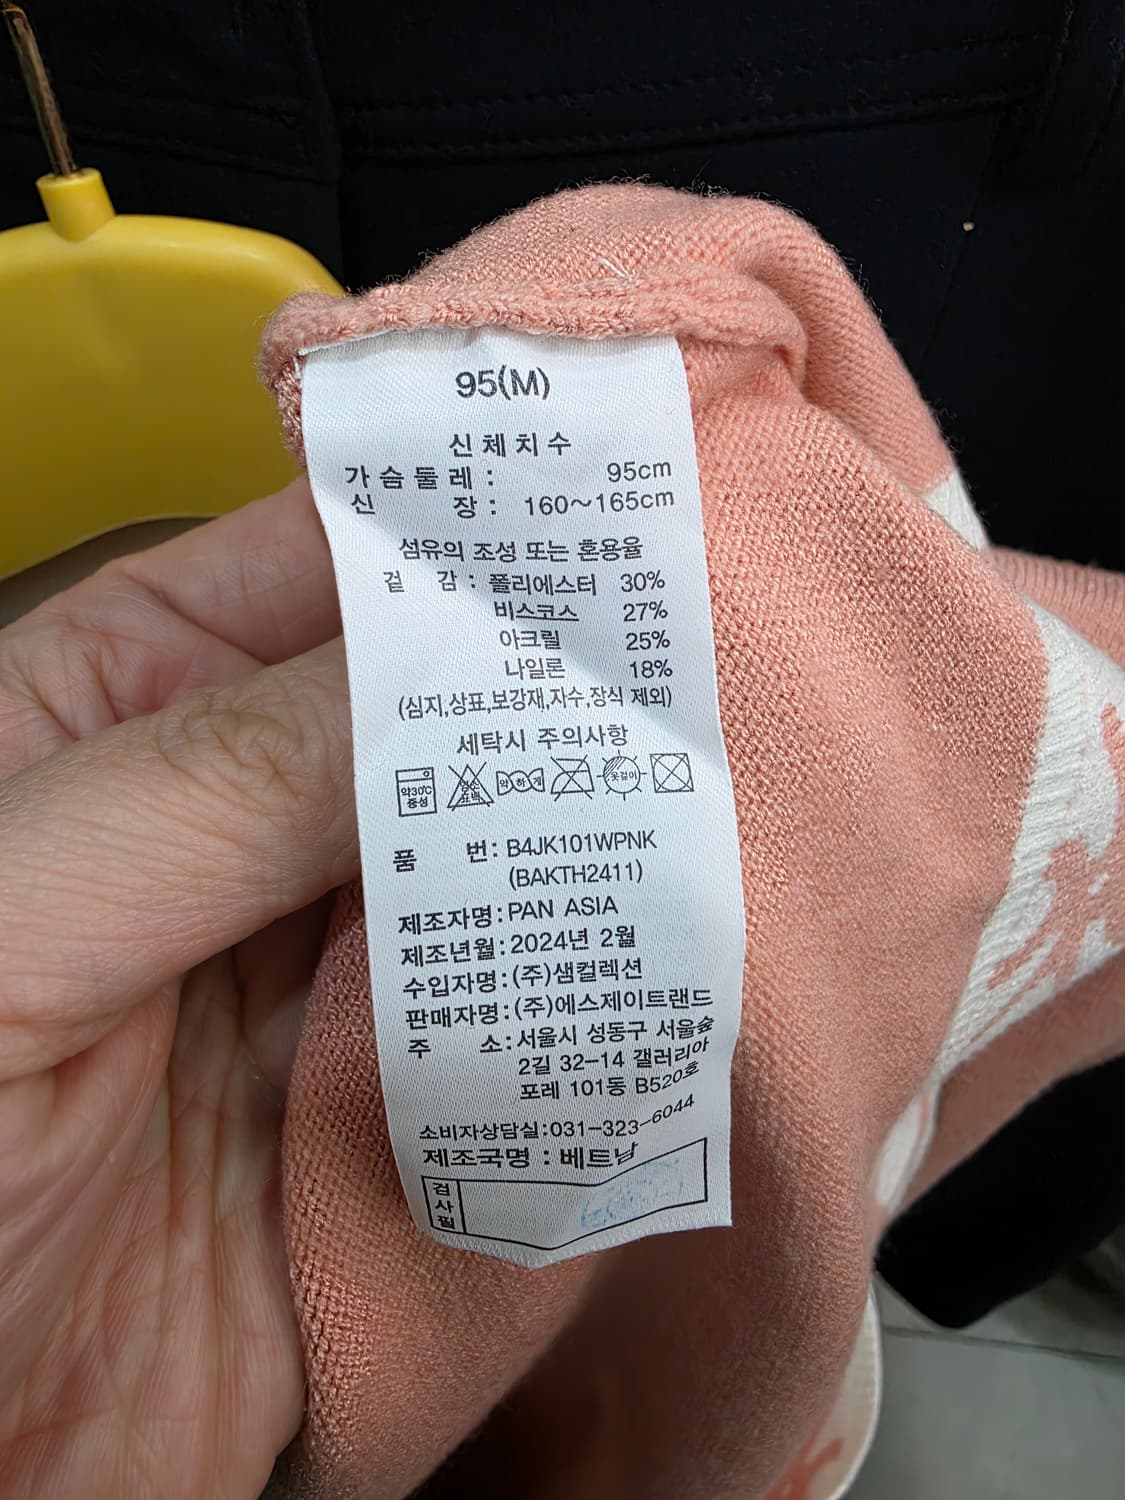 95(M)
신체치수
가슴둘레: 95cm
신 장: 160~165cm
섬유의 조성 또는 혼용율
겉 감: 폴리에스터 30%
비스코스 27%
아크릴 25%
나일론 18%
(심지,상표,보강재,자수,장식 제외)
세탁시 주의사항
약30℃ 중성 염소 표백 약하게 옷걸이
품 번: B4JK101WPNK
(BAKTH2411)
제조자명: PAN ASIA
제조년월: 2024년 2월
수입자명: (주)샘컬렉션
판매자명: (주)에스제이트랜드
주 소: 서울시 성동구 서울숲
2길 32-14 갤러리아
포레 101동 B520호
소비자상담실: 031-323-6044
제조국명 : 베트남
검사필